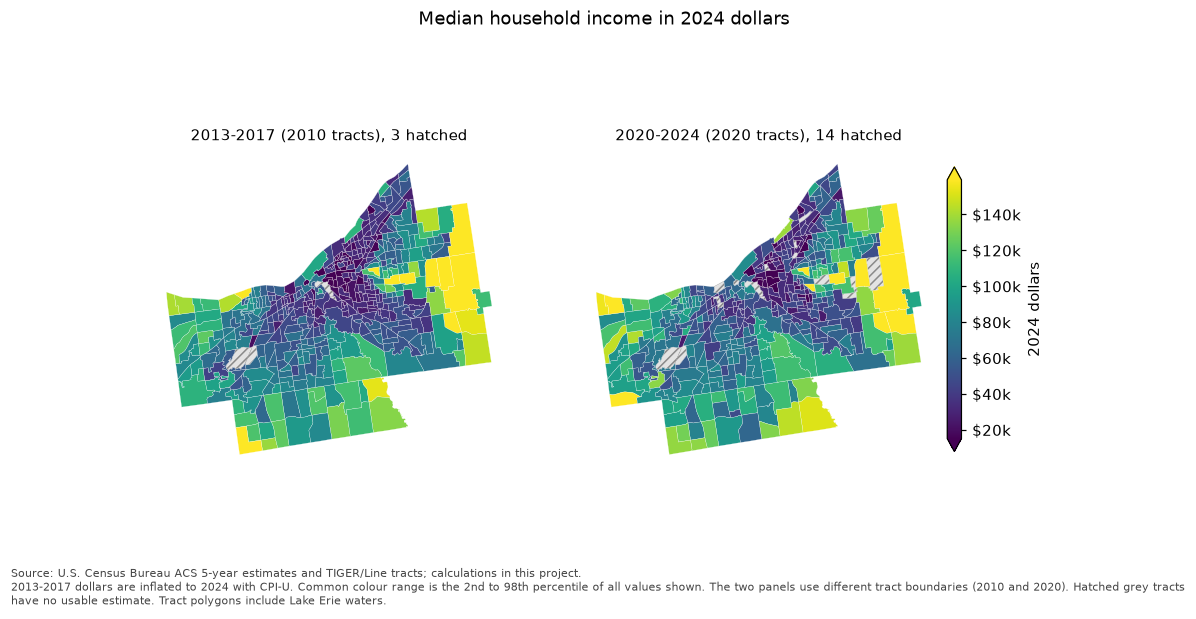 Median household income in 2024 dollars
2013-2017 (2010 tracts), 3 hatched
2020-2024 (2020 tracts), 14 hatched
$140k
$120k
$100k
$80k
$60k
$40k
$20k
2024 dollars
Source: U.S. Census Bureau ACS 5-year estimates and TIGER/Line tracts; calculations in this project.
2013-2017 dollars are inflated to 2024 with CPI-U. Common colour range is the 2nd to 98th percentile of all values shown. The two panels use different tract boundaries (2010 and 2020). Hatched grey tracts
have no usable estimate. Tract polygons include Lake Erie waters.